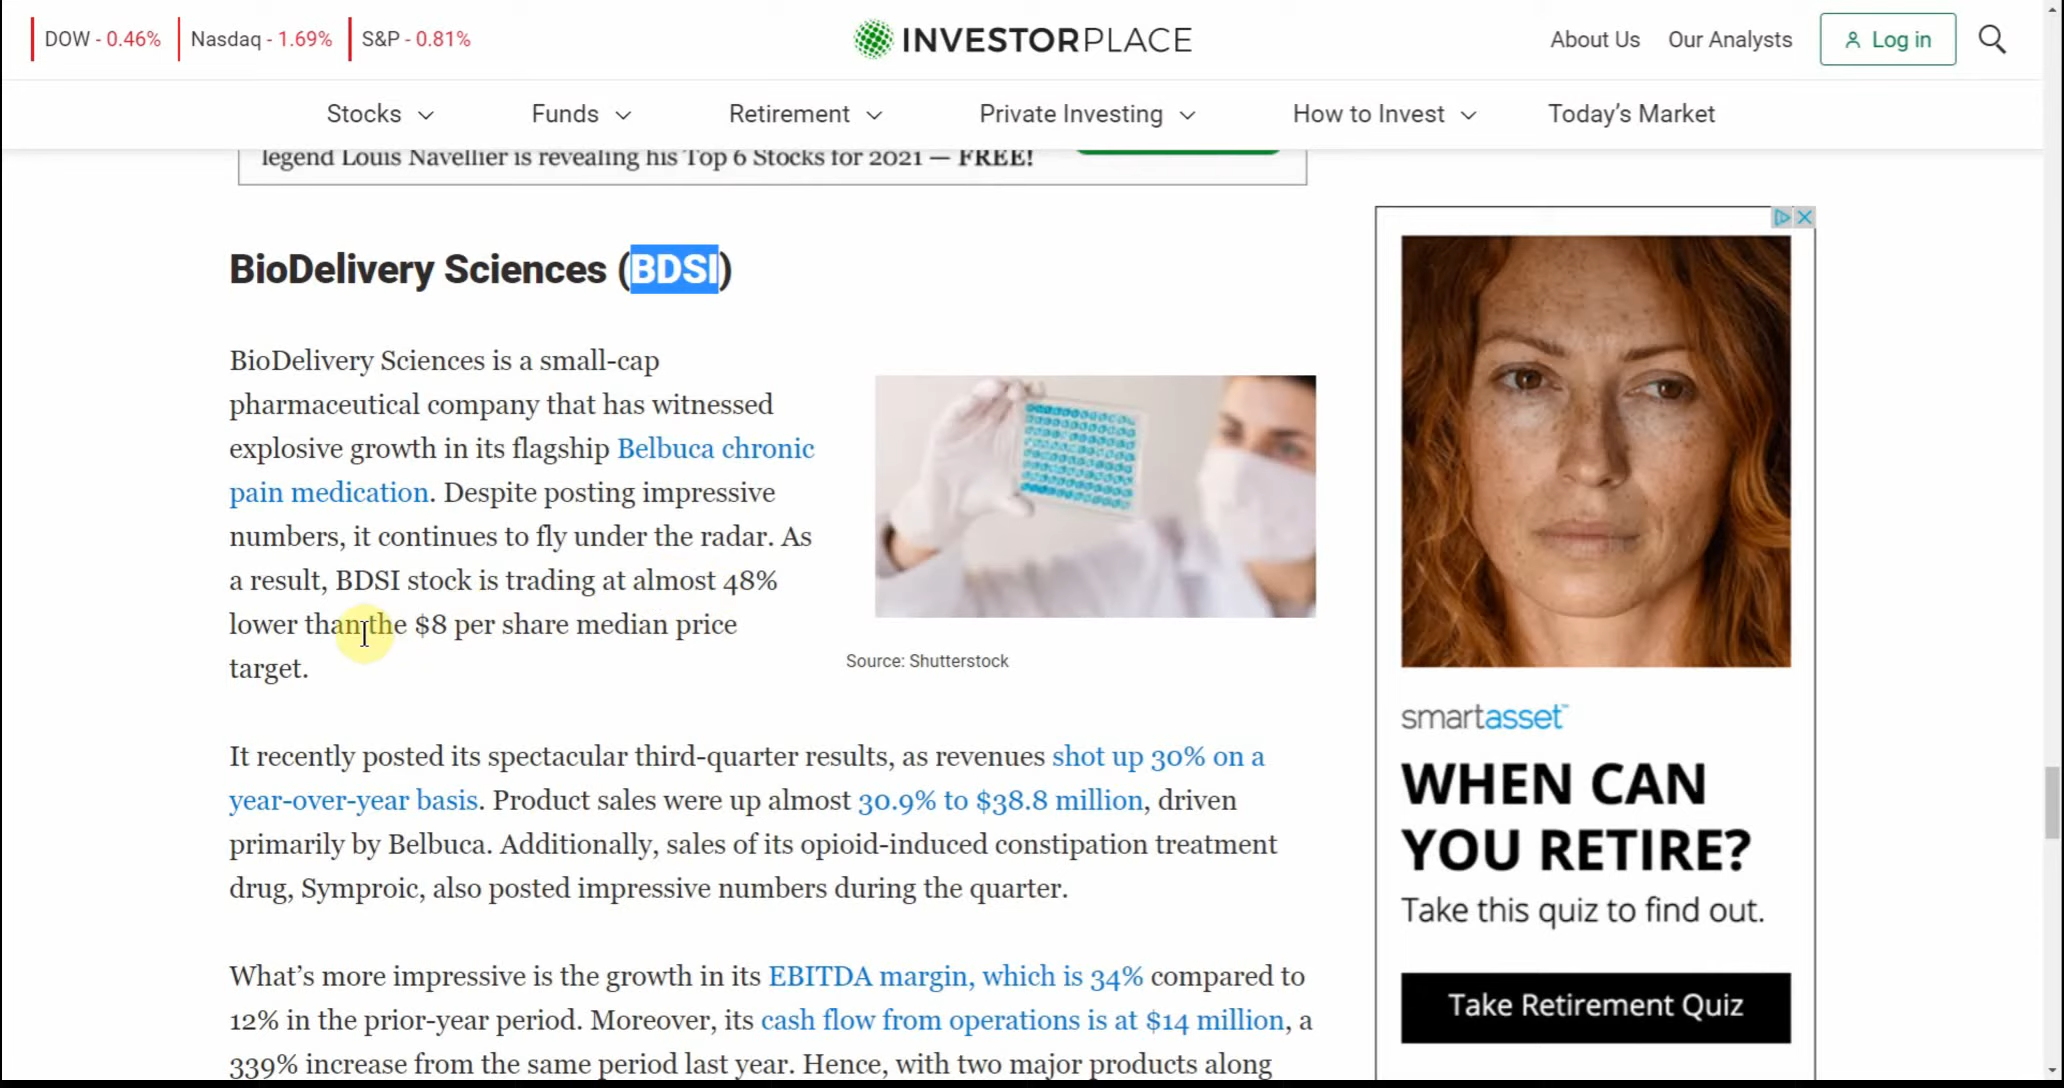 DOW - 0.46% Nasdaq - 1.69% S&P - 0.81%
INVESTORPLACE
About Us Our Analysts Log in
Stocks Funds Retirement Private Investing How to Invest Today’s Market
legend Louis Navellier is revealing his Top 6 Stocks for 2021 — FREE!
BioDelivery Sciences (BDSI)
BioDelivery Sciences is a small-cap
pharmaceutical company that has witnessed
explosive growth in its flagship Belbuca chronic
pain medication. Despite posting impressive
numbers, it continues to fly under the radar. As
a result, BDSI stock is trading at almost 48%
lower than the $8 per share median price
target.
Source: Shutterstock
It recently posted its spectacular third-quarter results, as revenues shot up 30% on a
year-over-year basis. Product sales were up almost 30.9% to $38.8 million, driven
primarily by Belbuca. Additionally, sales of its opioid-induced constipation treatment
drug, Symproic, also posted impressive numbers during the quarter.
What’s more impressive is the growth in its EBITDA margin, which is 34% compared to
12% in the prior-year period. Moreover, its cash flow from operations is at $14 million, a
339% increase from the same period last year. Hence, with two major products along
smartasset™
WHEN CAN
YOU RETIRE?
Take this quiz to find out.
Take Retirement Quiz